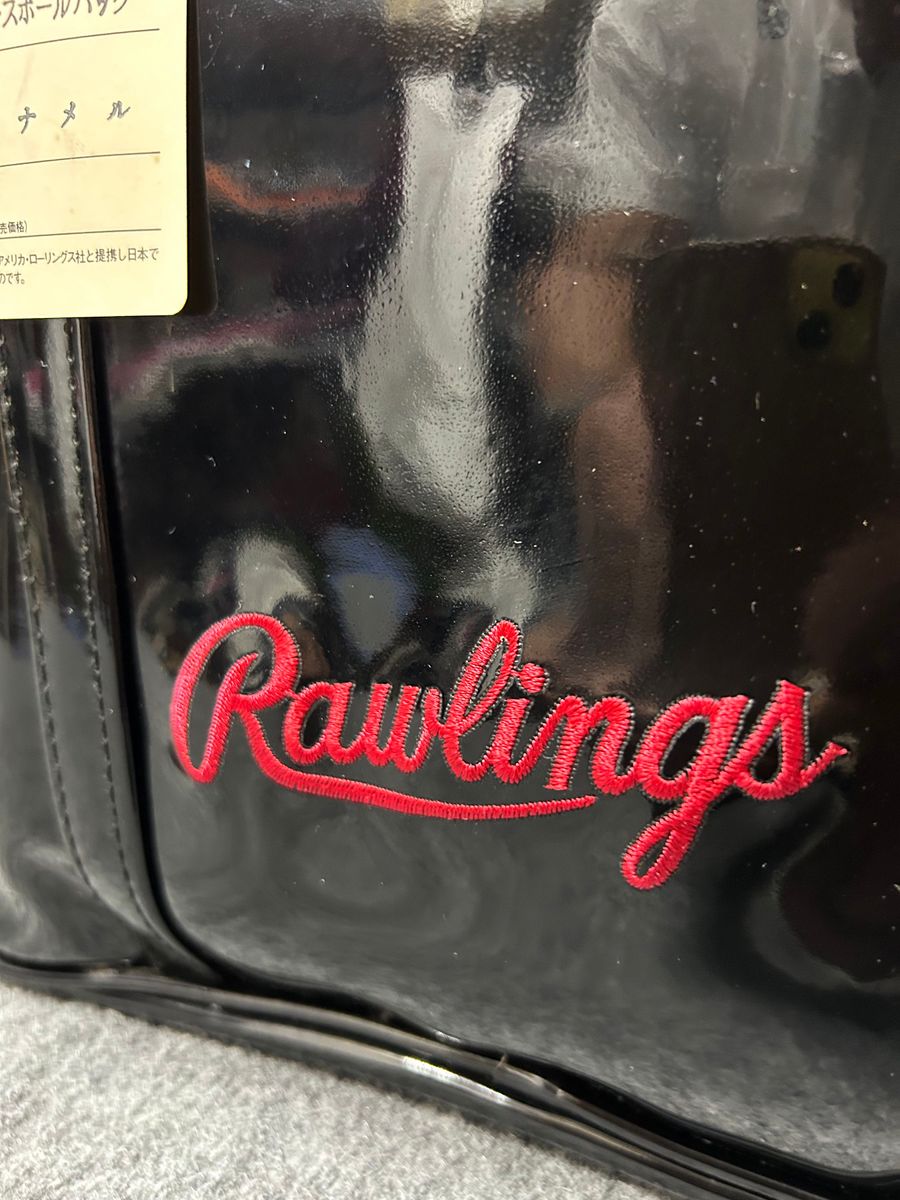 スボールバッグ
ナメル
売価格)
アメリカ・ローリングス社と提携し日本で
のです。
Rawlings